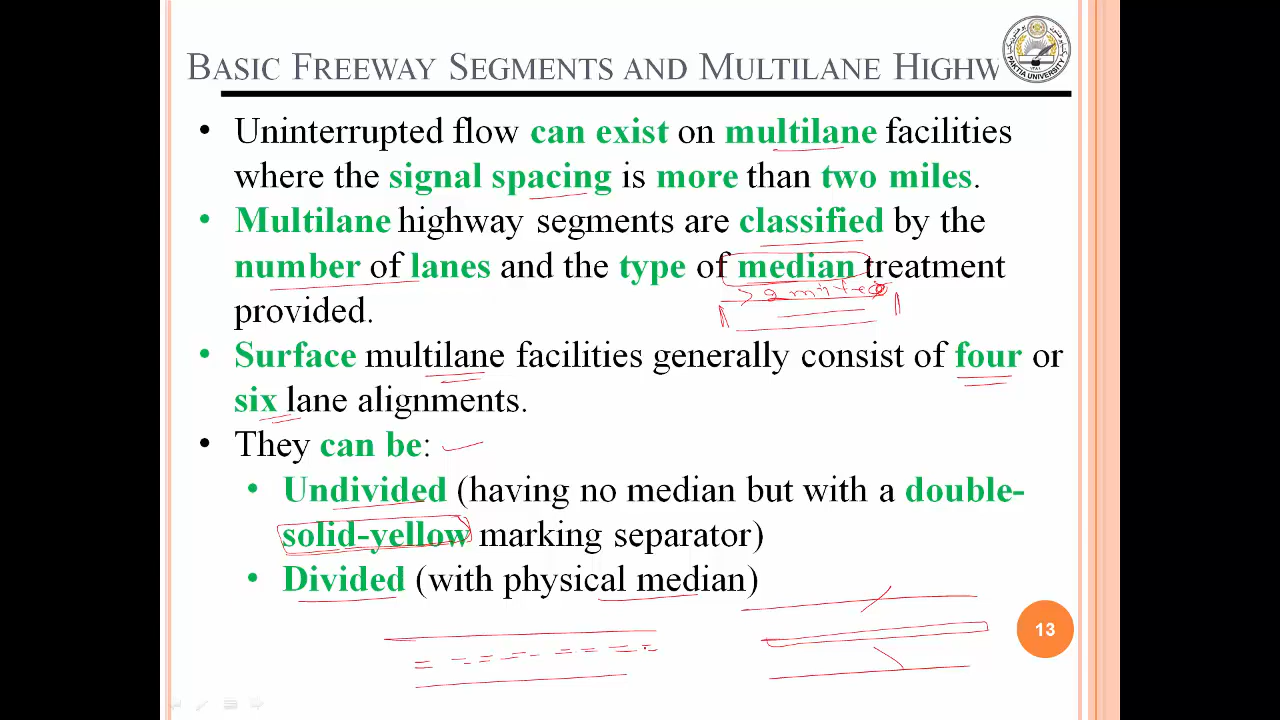 BASIC FREEWAY SEGMENTS AND MULTILANE HIGHW
PAKTIA UNIVERSITY
• Uninterrupted flow can exist on multilane facilities
where the signal spacing is more than two miles.
• Multilane highway segments are classified by the
number of lanes and the type of median treatment
provided.
• Surface multilane facilities generally consist of four or
six lane alignments.
• They can be:
• Undivided (having no median but with a double-
solid-yellow marking separator)
• Divided (with physical median)
13